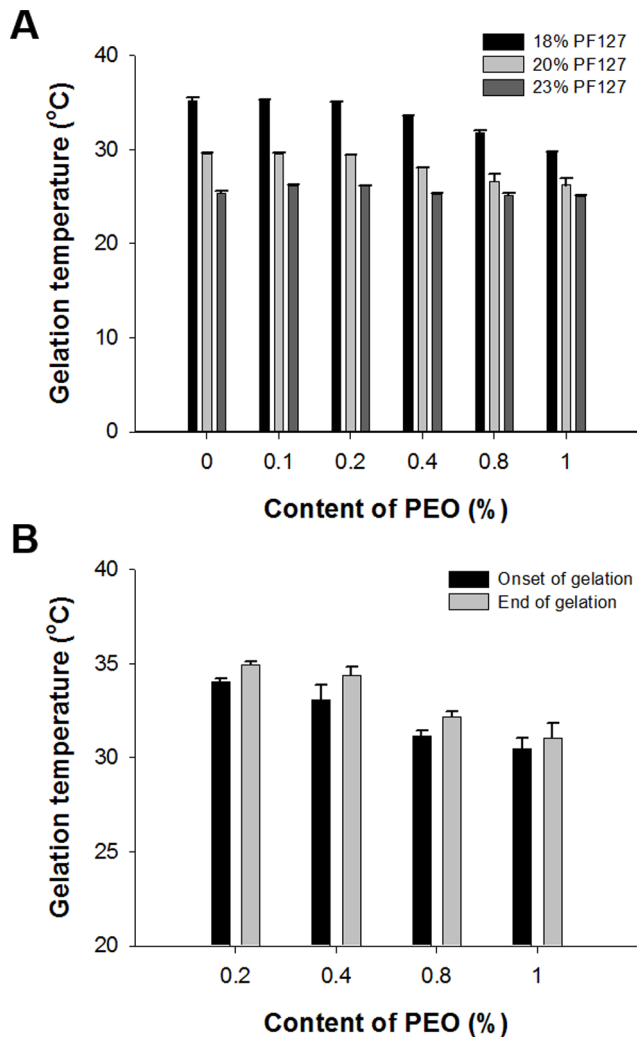 A
18% PF127
20% PF127
23% PF127
Gelation temperature (°C)
40
30
20
10
0
0 0.1 0.2 0.4 0.8 1
Content of PEO (%)
B
Onset of gelation
End of gelation
Gelation temperature (°C)
40
35
30
25
20
0.2 0.4 0.8 1
Content of PEO (%)